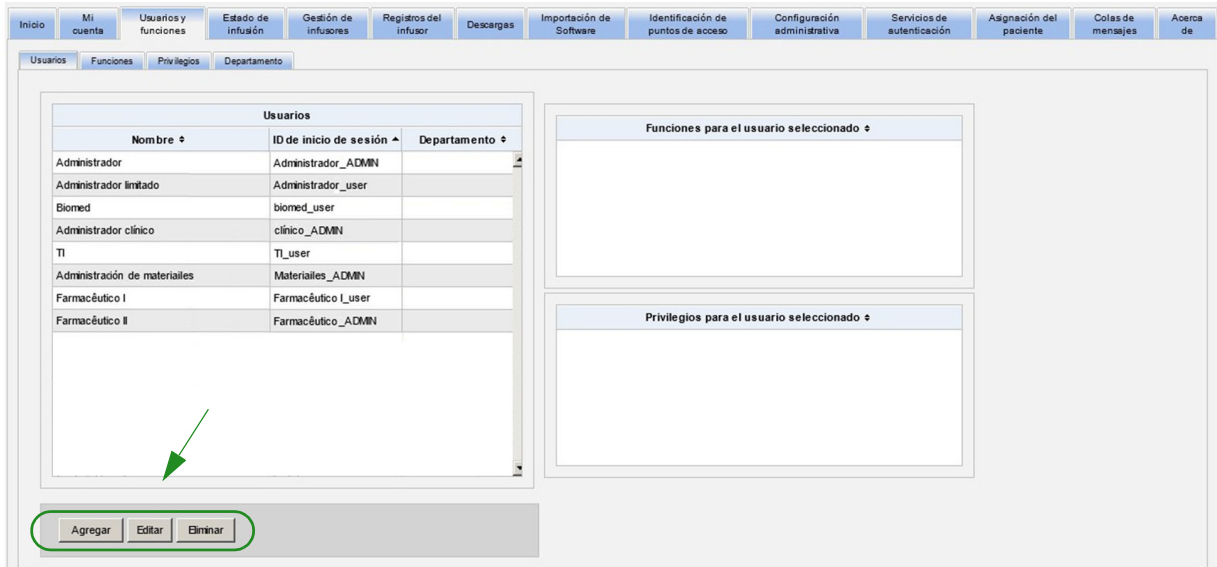 Inicio
Mi cuenta
Usuarios y funciones
Estado de infusión
Gestión de infusores
Registros del infusor
Descargas
Importación de Software
Identificación de puntos de acceso
Configuración administrativa
Servicios de autenticación
Asignación del paciente
Colas de mensajes
Acerca de
Usuarios Funciones Privilegios Departamento
Usuarios
Nombre ID de inicio de sesión Departamento
Administrador Administrador_ADMIN
Administrador limitado Administrador_user
Biomed biomed_user
Administrador clínico clínico_ADMIN
TI TI_user
Administración de materiailes Materiailes_ADMIN
Farmacêutico I Farmacêutico I_user
Farmacêutico II Farmacêutico_ADMIN
Funciones para el usuario seleccionado
Privilegios para el usuario seleccionado
Agregar Editar Eliminar